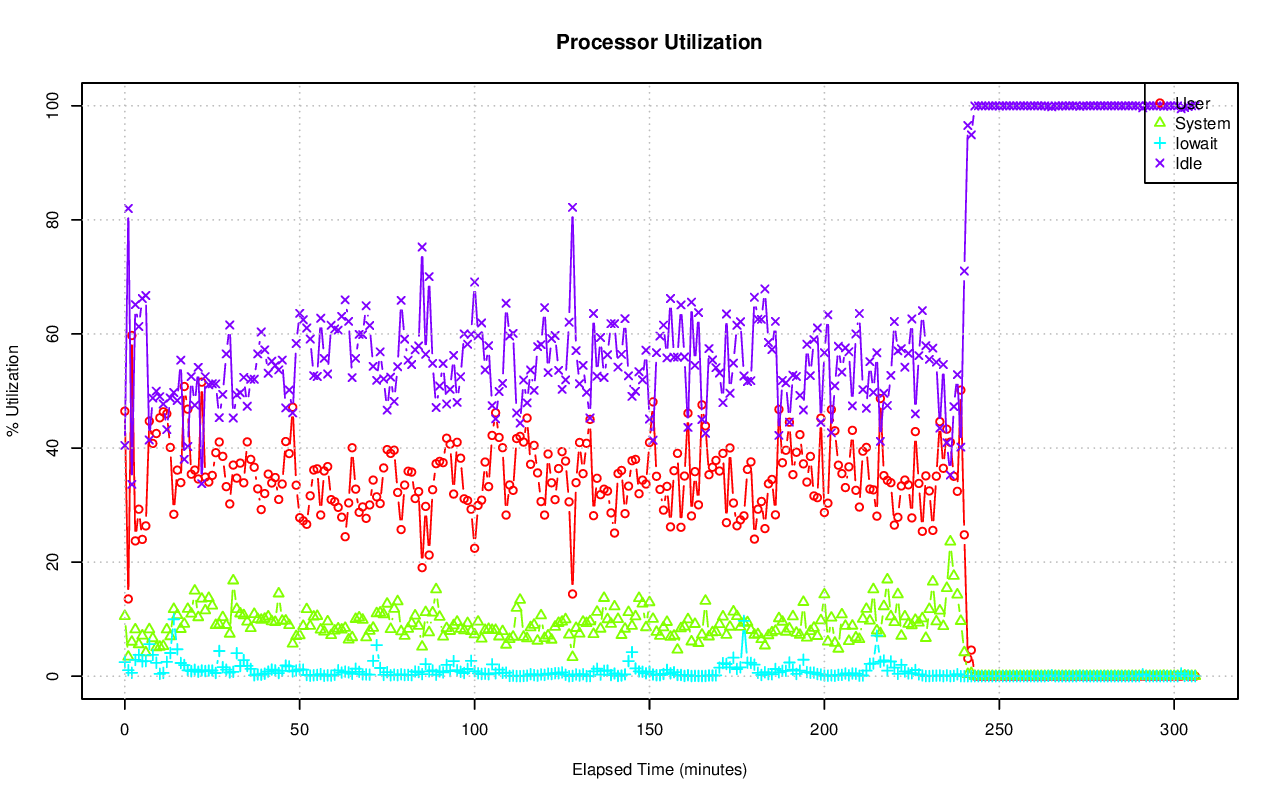 Processor Utilization
% Utilization
100
80
60
40
20
0
User
System
Iowait
Idle
0 50 100 150 200 250 300
Elapsed Time (minutes)